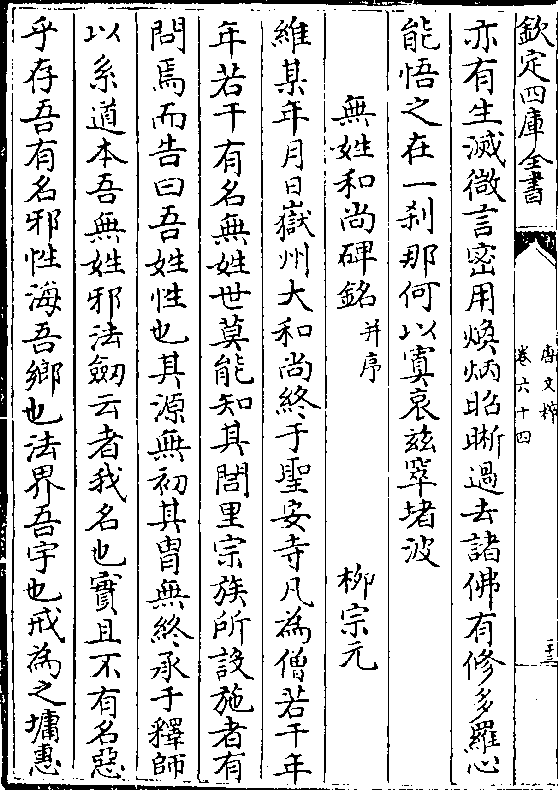 欽定四庫全書
唐文粹
卷六十四
十三
亦有生滅微言密用煥炳昭晰過去諸佛有修多羅心
能悟之在一刹那何以寘哀兹窣堵波
無姓和尚碑銘并序 柳宗元
維某年月日嶽州大和尚終于聖安寺凡為僧若干年
年若干有名無姓世莫能知其閭里宗族所設施者有
問焉而告曰吾姓性也其源無初其胄無終承于釋師
以系道本吾無姓邪法劒云者我名也實且不有名惡
乎存吾有名邪性海吾鄉也法界吾宇也戒為之墉惠